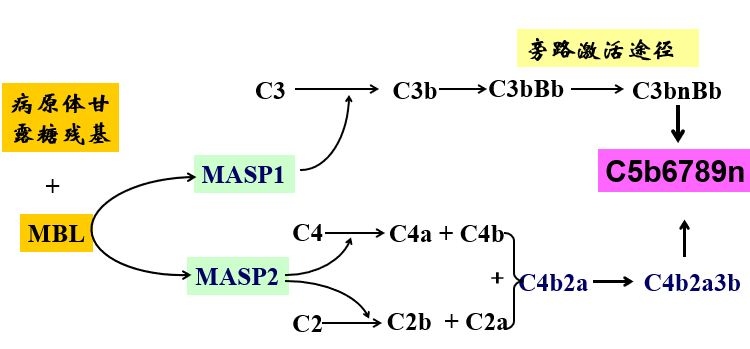 旁路激活途径
C3 C3b C3bBb C3bnBb
病原体甘
露糖残基
MASP1
C5b6789n
+
MBL
C4 C4a + C4b
MASP2
+ C4b2a C4b2a3b
C2 C2b + C2a